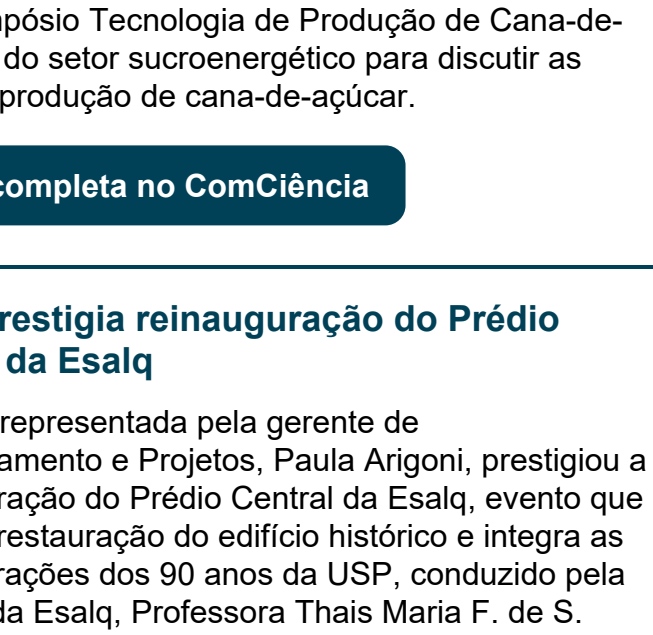 mpósio Tecnologia de Produção de Cana-de-
do setor sucroenergético para discutir as
produção de cana-de-açúcar.
completa no ComCiência
restigia reinauguração do Prédio
da Esalq
representada pela gerente de
amento e Projetos, Paula Arigoni, prestigiou a
ração do Prédio Central da Esalq, evento que
restauração do edifício histórico e integra as
rações dos 90 anos da USP, conduzido pela
da Esalq, Professora Thais Maria F. de S.